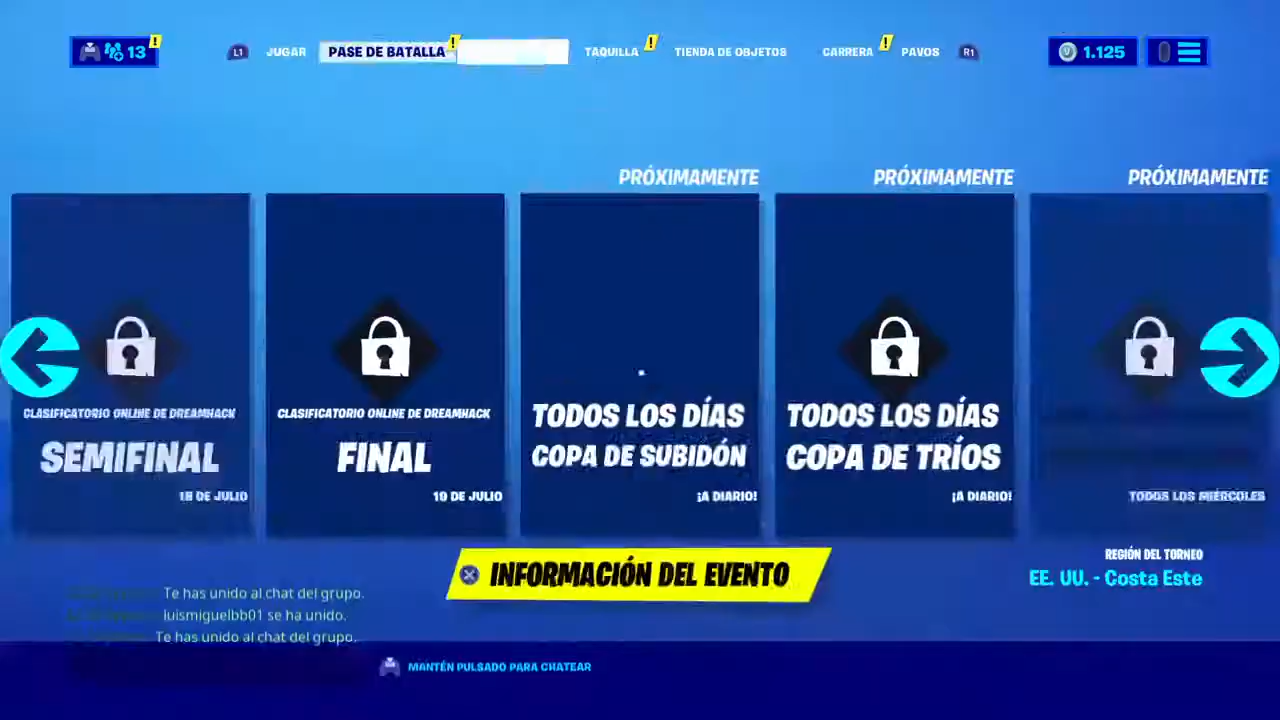 13
L1
JUGAR
PASE DE BATALLA
TAQUILLA
TIENDA DE OBJETOS
CARRERA
PAVOS
R1
1.125
PRÓXIMAMENTE
PRÓXIMAMENTE
PRÓXIMAMENTE
CLASIFICATORIO ONLINE DE DREAMHACK
SEMIFINAL
18 DE JULIO
CLASIFICATORIO ONLINE DE DREAMHACK
FINAL
19 DE JULIO
TODOS LOS DÍAS
COPA DE SUBIDÓN
¡A DIARIO!
TODOS LOS DÍAS
COPA DE TRÍOS
¡A DIARIO!
TODOS LOS MIÉRCOLES
INFORMACIÓN DEL EVENTO
REGIÓN DEL TORNEO
EE. UU. - Costa Este
Te has unido al chat del grupo.
luismiguelbb01 se ha unido.
Te has unido al chat del grupo.
MANTÉN PULSADO PARA CHATEAR